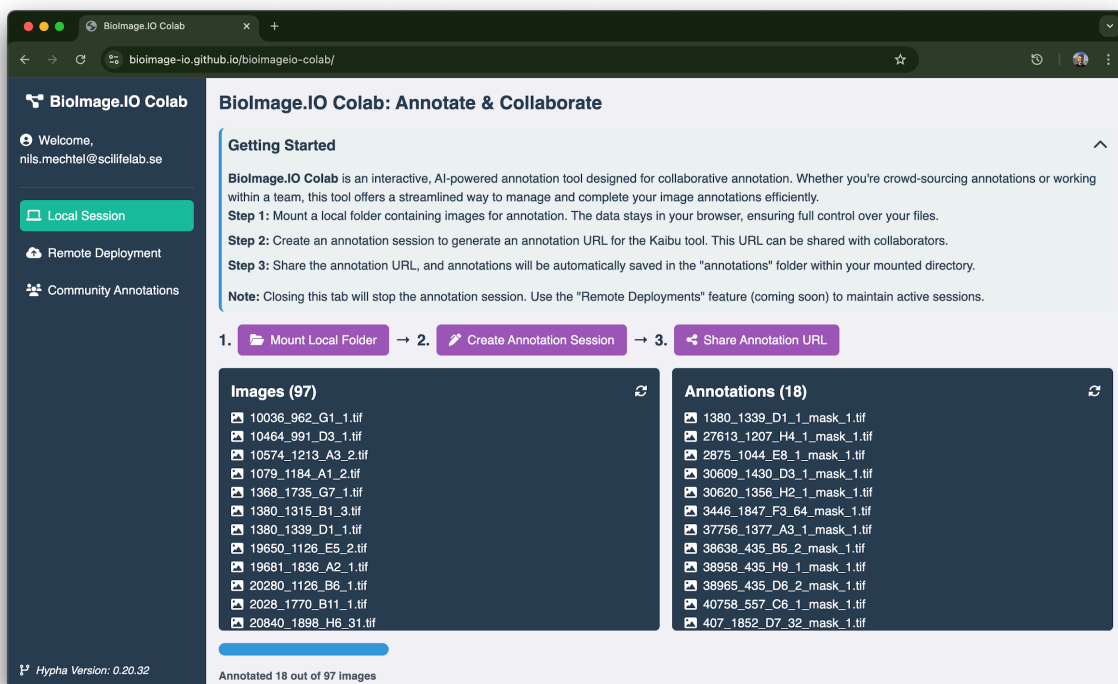 BioImage.IO Colab
bioimage-io.github.io/bioimageio-colab/
BioImage.IO Colab
Welcome,
nils.mechtel@scilifelab.se
Local Session
Remote Deployment
Community Annotations
Hypha Version: 0.20.32
BioImage.IO Colab: Annotate & Collaborate
Getting Started
BioImage.IO Colab is an interactive, AI-powered annotation tool designed for collaborative annotation. Whether you're crowd-sourcing annotations or working
within a team, this tool offers a streamlined way to manage and complete your image annotations efficiently.
Step 1: Mount a local folder containing images for annotation. The data stays in your browser, ensuring full control over your files.
Step 2: Create an annotation session to generate an annotation URL for the Kaibu tool. This URL can be shared with collaborators.
Step 3: Share the annotation URL, and annotations will be automatically saved in the "annotations" folder within your mounted directory.
Note: Closing this tab will stop the annotation session. Use the "Remote Deployments" feature (coming soon) to maintain active sessions.
1. Mount Local Folder → 2. Create Annotation Session → 3. Share Annotation URL
Images (97)
10036_962_G1_1.tif
10464_991_D3_1.tif
10574_1213_A3_2.tif
1079_1184_A1_2.tif
1368_1735_G7_1.tif
1380_1315_B1_3.tif
1380_1339_D1_1.tif
19650_1126_E5_2.tif
19681_1836_A2_1.tif
20280_1126_B6_1.tif
2028_1770_B11_1.tif
20840_1898_H6_31.tif
Annotations (18)
1380_1339_D1_1_mask_1.tif
27613_1207_H4_1_mask_1.tif
2875_1044_E8_1_mask_1.tif
30609_1430_D3_1_mask_1.tif
30620_1356_H2_1_mask_1.tif
3446_1847_F3_64_mask_1.tif
37756_1377_A3_1_mask_1.tif
38638_435_B5_2_mask_1.tif
38958_435_H9_1_mask_1.tif
38965_435_D6_2_mask_1.tif
40758_557_C6_1_mask_1.tif
407_1852_D7_32_mask_1.tif
Annotated 18 out of 97 images